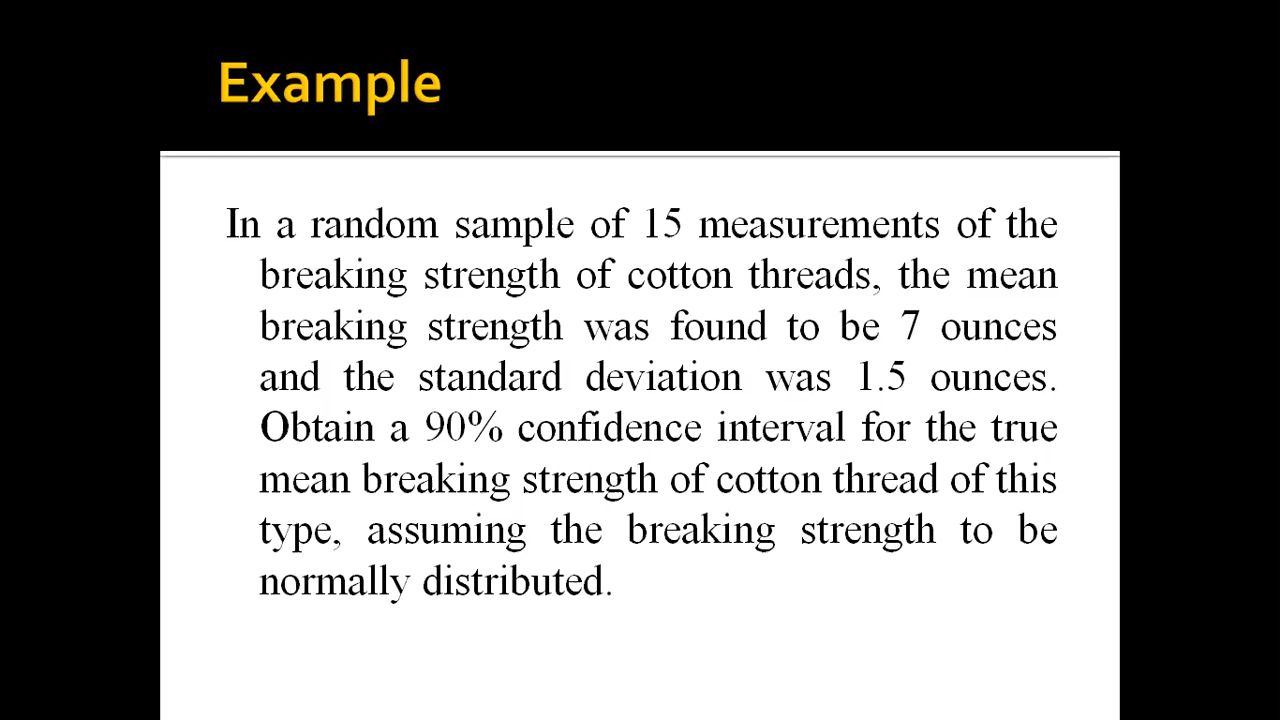 Example
In a random sample of 15 measurements of the
breaking strength of cotton threads, the mean
breaking strength was found to be 7 ounces
and the standard deviation was 1.5 ounces.
Obtain a 90% confidence interval for the true
mean breaking strength of cotton thread of this
type, assuming the breaking strength to be
normally distributed.